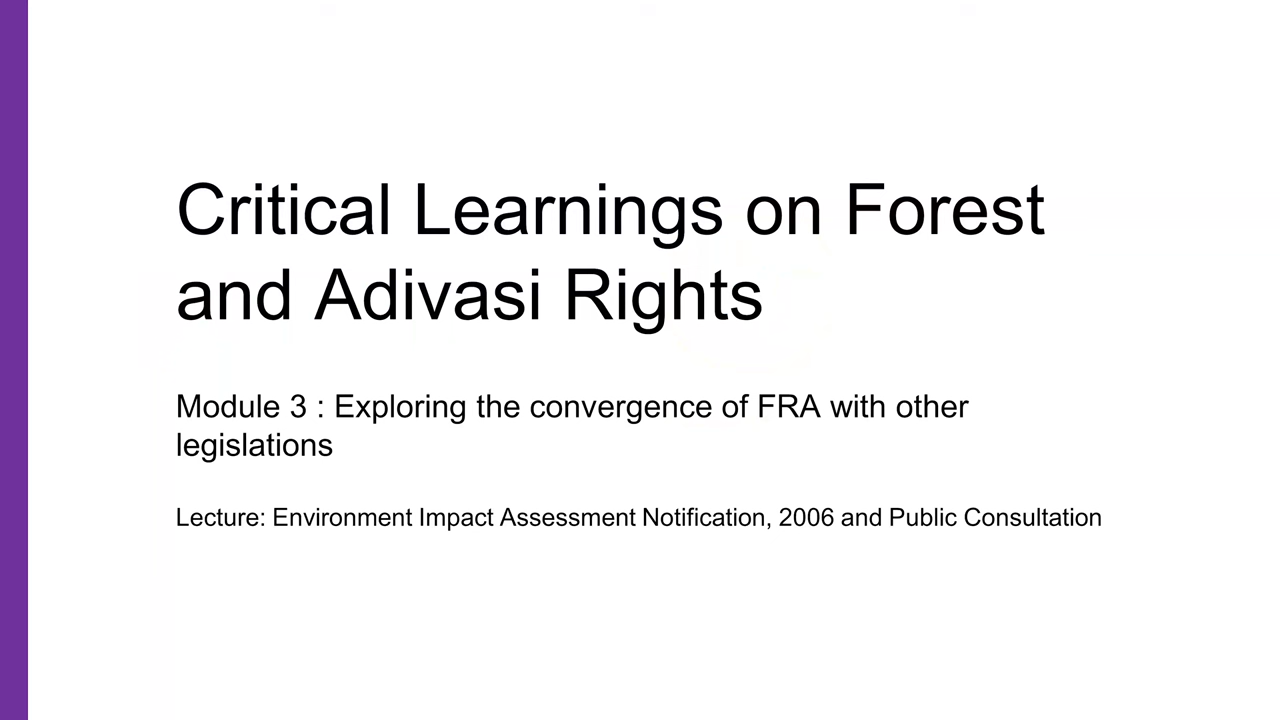 Critical Learnings on Forest
and Adivasi Rights
Module 3 : Exploring the convergence of FRA with other
legislations
Lecture: Environment Impact Assessment Notification, 2006 and Public Consultation